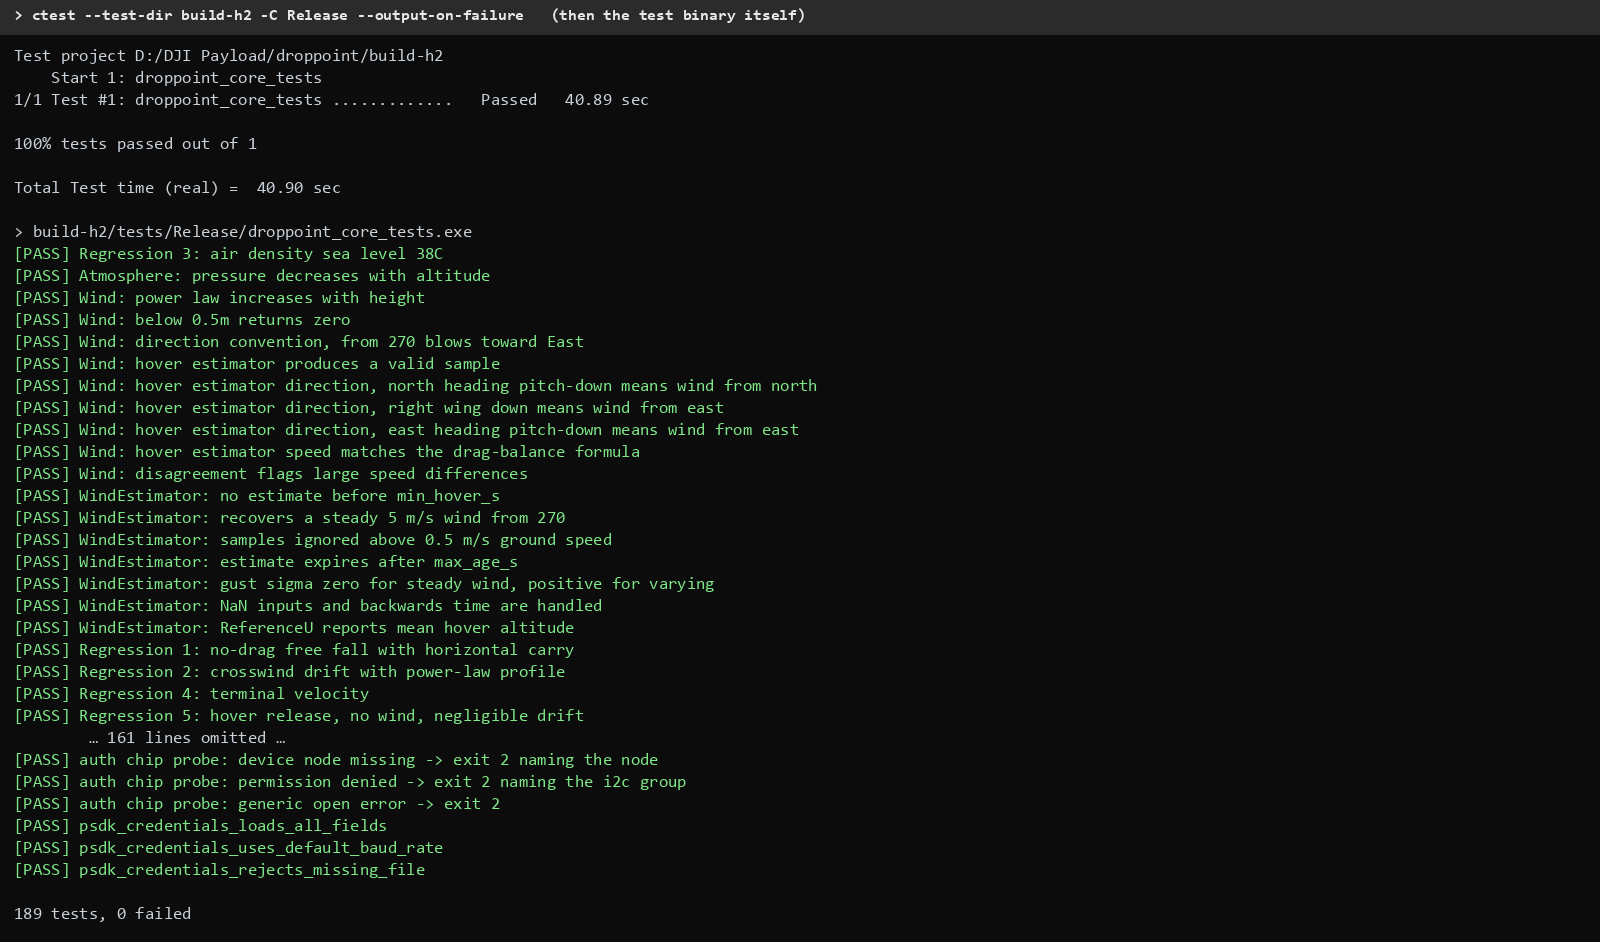 > ctest --test-dir build-h2 -C Release --output-on-failure   (then the test binary itself)
Test project D:/DJI Payload/droppoint/build-h2
    Start 1: droppoint_core_tests
1/1 Test #1: droppoint_core_tests .............   Passed   40.89 sec
100% tests passed out of 1
Total Test time (real) =  40.90 sec
> build-h2/tests/Release/droppoint_core_tests.exe
[PASS] Regression 3: air density sea level 38C
[PASS] Atmosphere: pressure decreases with altitude
[PASS] Wind: power law increases with height
[PASS] Wind: below 0.5m returns zero
[PASS] Wind: direction convention, from 270 blows toward East
[PASS] Wind: hover estimator produces a valid sample
[PASS] Wind: hover estimator direction, north heading pitch-down means wind from north
[PASS] Wind: hover estimator direction, right wing down means wind from east
[PASS] Wind: hover estimator direction, east heading pitch-down means wind from east
[PASS] Wind: hover estimator speed matches the drag-balance formula
[PASS] Wind: disagreement flags large speed differences
[PASS] WindEstimator: no estimate before min_hover_s
[PASS] WindEstimator: recovers a steady 5 m/s wind from 270
[PASS] WindEstimator: samples ignored above 0.5 m/s ground speed
[PASS] WindEstimator: estimate expires after max_age_s
[PASS] WindEstimator: gust sigma zero for steady wind, positive for varying
[PASS] WindEstimator: NaN inputs and backwards time are handled
[PASS] WindEstimator: ReferenceU reports mean hover altitude
[PASS] Regression 1: no-drag free fall with horizontal carry
[PASS] Regression 2: crosswind drift with power-law profile
[PASS] Regression 4: terminal velocity
[PASS] Regression 5: hover release, no wind, negligible drift
        … 161 lines omitted …
[PASS] auth chip probe: device node missing -> exit 2 naming the node
[PASS] auth chip probe: permission denied -> exit 2 naming the i2c group
[PASS] auth chip probe: generic open error -> exit 2
[PASS] psdk_credentials_loads_all_fields
[PASS] psdk_credentials_uses_default_baud_rate
[PASS] psdk_credentials_rejects_missing_file
189 tests, 0 failed